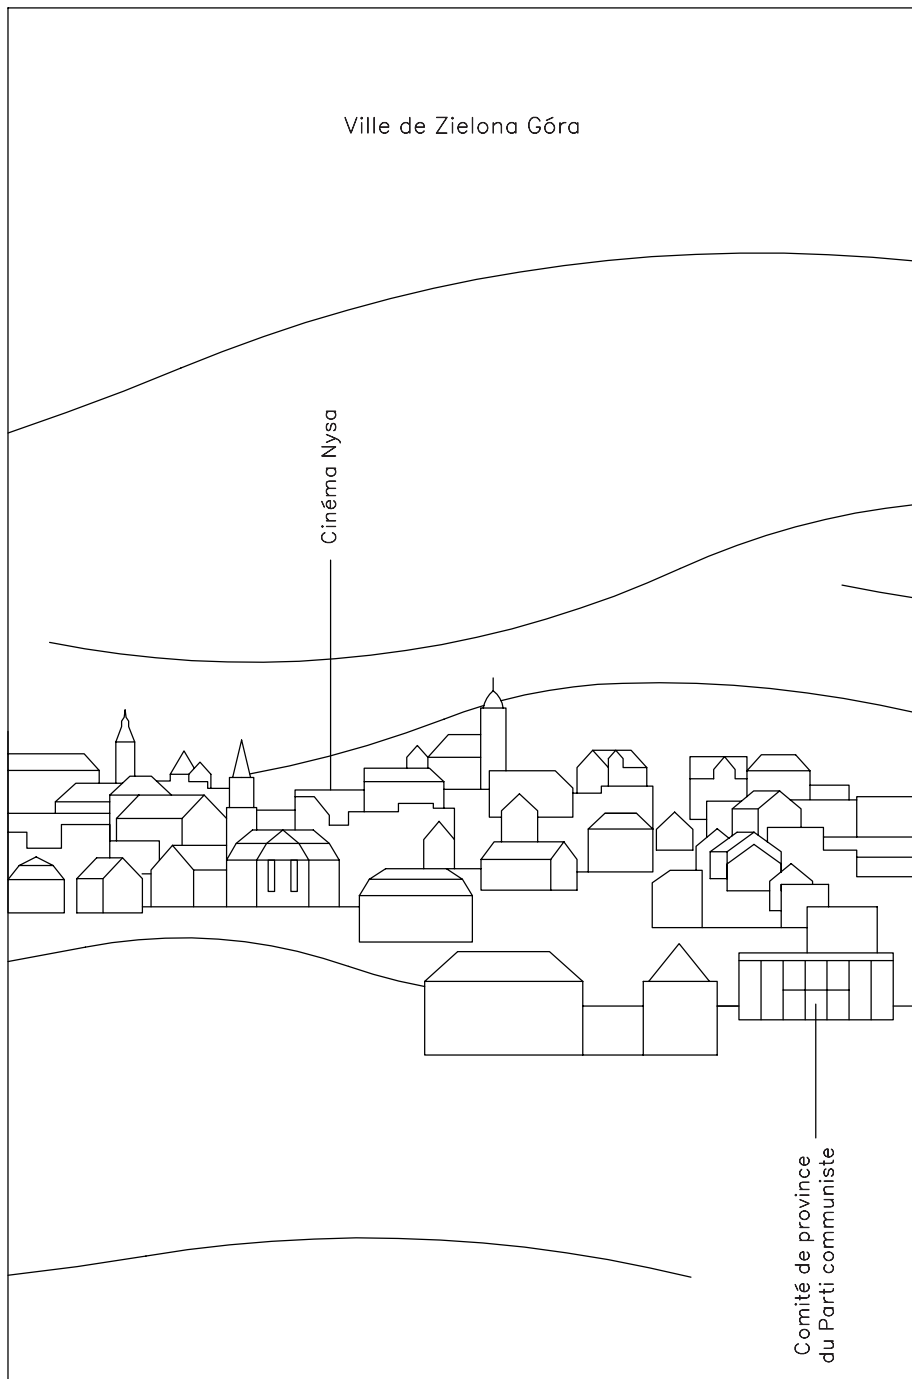 Ville de Zielona Góra
Cinéma Nysa
Comité de province
du Parti communiste